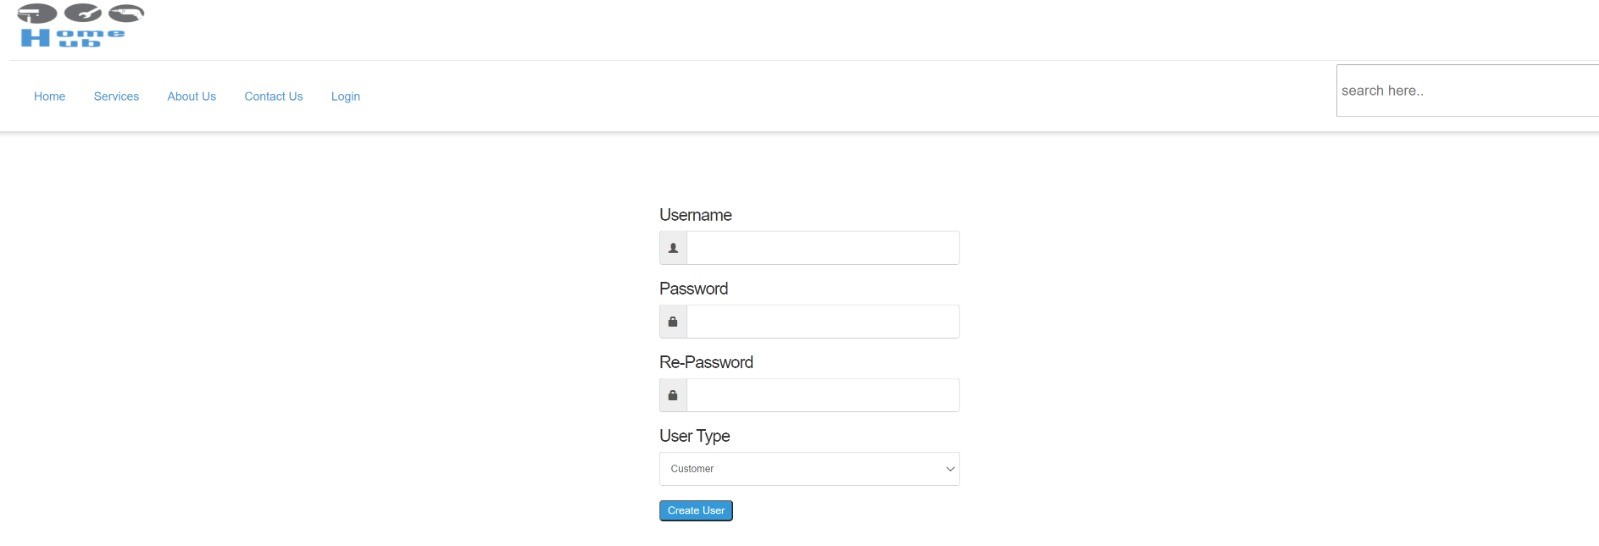 Home
ub
Home Services About Us Contact Us Login
search here..
Username
Password
Re-Password
User Type
Customer
Create User